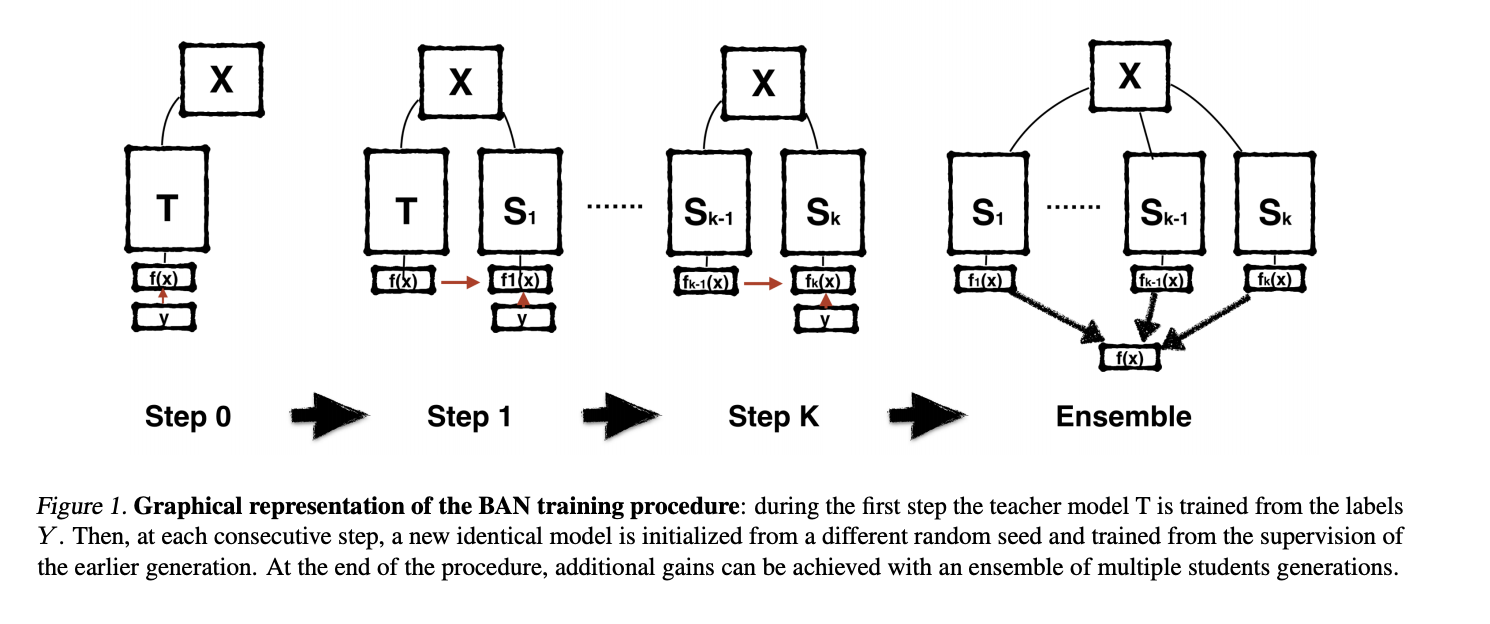 X X X X
T T S1 ....... Sk-1 Sk S1 ....... Sk-1 Sk
f(x) f(x) f1(x) fk-1(x) fk(x) f1(x) fk-1(x) fk(x)
y y y
f(x)
Step 0 Step 1 Step K Ensemble
Figure 1. Graphical representation of the BAN training procedure: during the first step the teacher model T is trained from the labels
Y. Then, at each consecutive step, a new identical model is initialized from a different random seed and trained from the supervision of
the earlier generation. At the end of the procedure, additional gains can be achieved with an ensemble of multiple students generations.